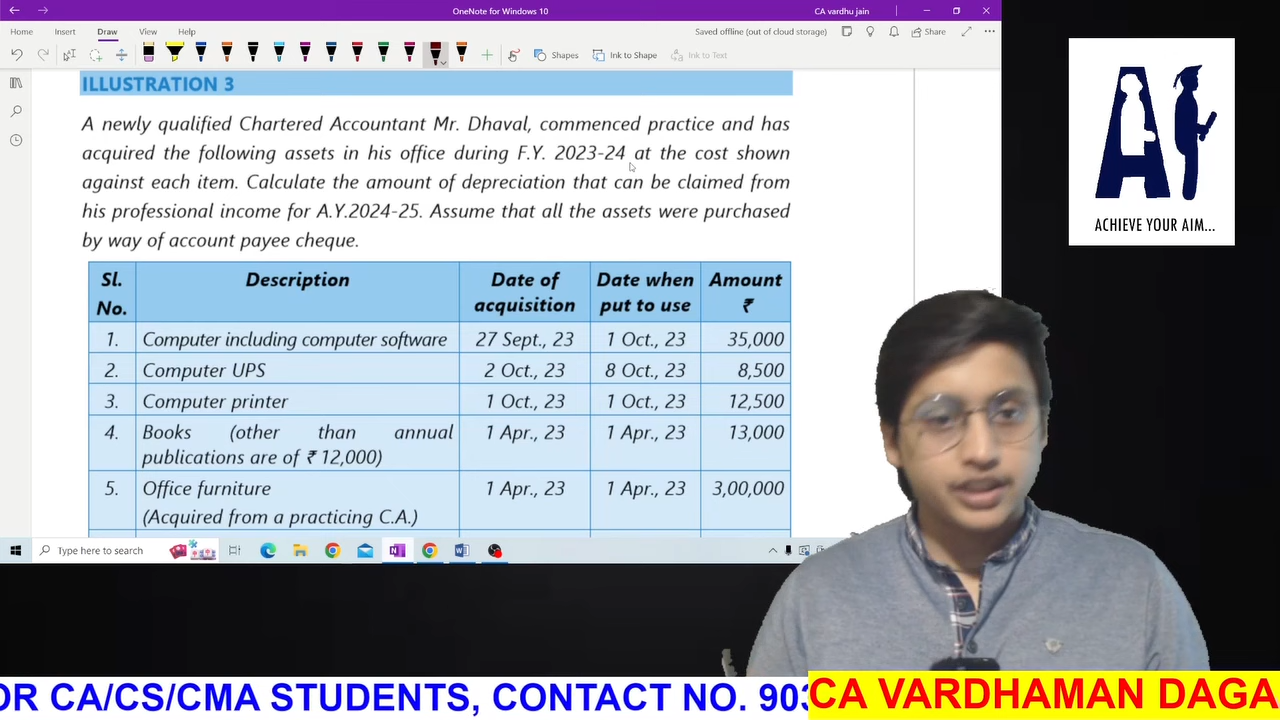 OneNote for Windows 10
CA vardhu jain
Home Insert Draw View Help
Saved offline (out of cloud storage)
Share
Shapes
Ink to Shape
Ink to Text
ILLUSTRATION 3
A newly qualified Chartered Accountant Mr. Dhaval, commenced practice and has
acquired the following assets in his office during F.Y. 2023-24 at the cost shown
against each item. Calculate the amount of depreciation that can be claimed from
his professional income for A.Y.2024-25. Assume that all the assets were purchased
by way of account payee cheque.
Sl. No. Description Date of acquisition Date when put to use Amount ₹
1. Computer including computer software 27 Sept., 23 1 Oct., 23 35,000
2. Computer UPS 2 Oct., 23 8 Oct., 23 8,500
3. Computer printer 1 Oct., 23 1 Oct., 23 12,500
4. Books (other than annual 1 Apr., 23 1 Apr., 23 13,000
publications are of ₹ 12,000)
5. Office furniture 1 Apr., 23 1 Apr., 23 3,00,000
(Acquired from a practicing C.A.)
Type here to search
AI
ACHIEVE YOUR AIM...
OR CA/CS/CMA STUDENTS, CONTACT NO. 903
CA VARDHAMAN DAGA